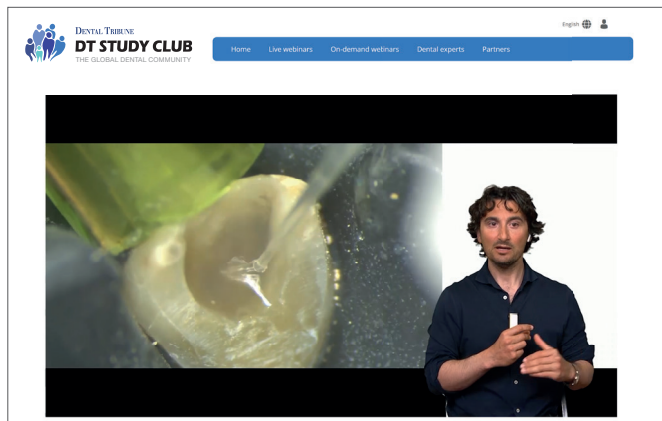 English
DENTAL TRIBUNE
DT STUDY CLUB
THE GLOBAL DENTAL COMMUNITY
Home Live webinars On-demand webinars Dental experts Partners